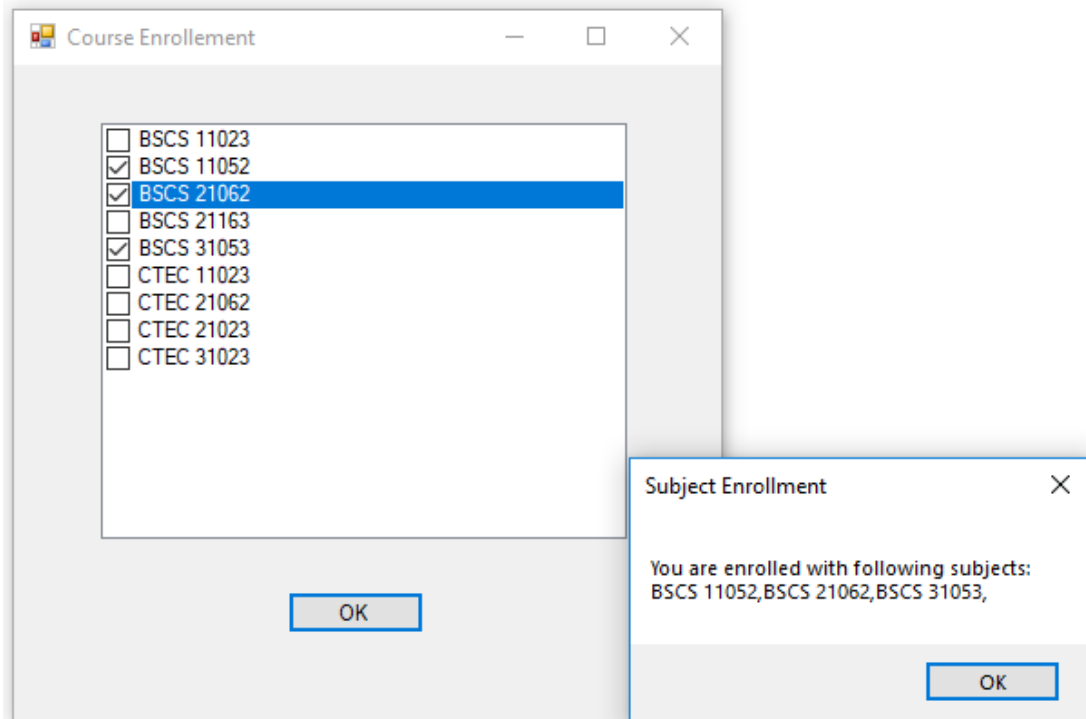 Course Enrollement
BSCS 11023
BSCS 11052
BSCS 21062
BSCS 21163
BSCS 31053
CTEC 11023
CTEC 21062
CTEC 21023
CTEC 31023
OK
Subject Enrollment
You are enrolled with following subjects:
BSCS 11052,BSCS 21062,BSCS 31053,
OK